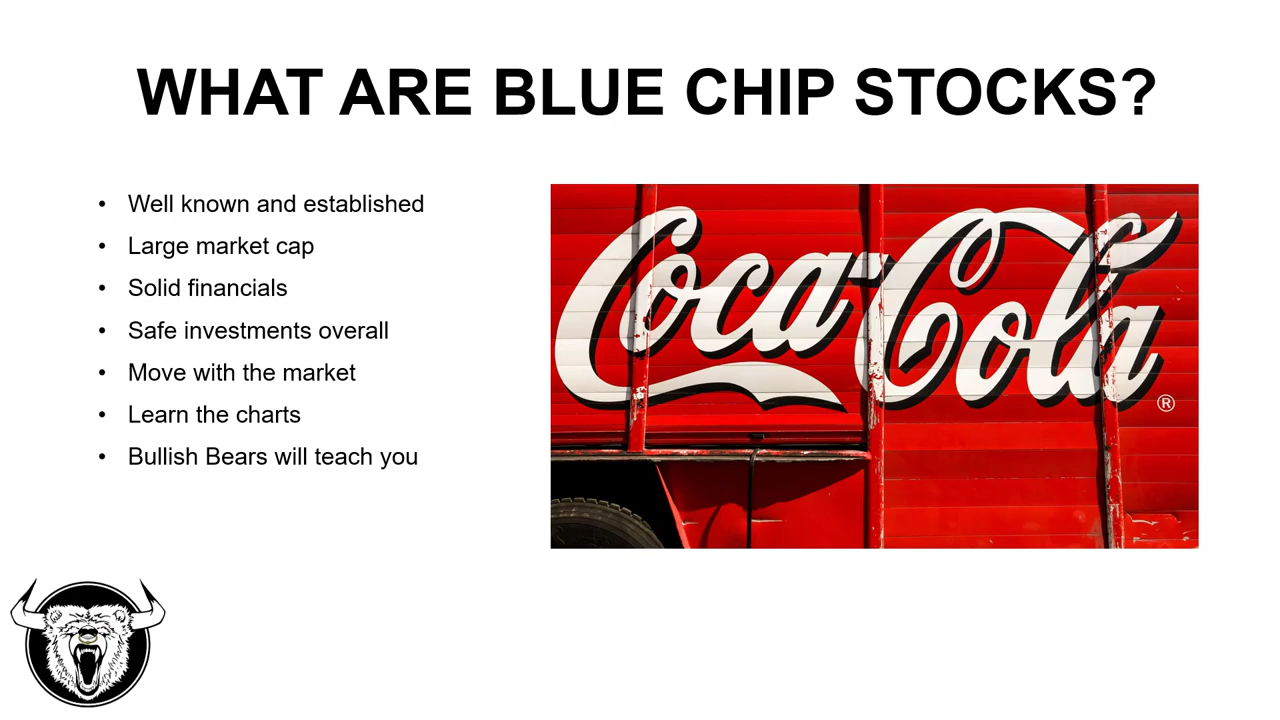 WHAT ARE BLUE CHIP STOCKS?
• Well known and established
• Large market cap
• Solid financials
• Safe investments overall
• Move with the market
• Learn the charts
• Bullish Bears will teach you
Coca-Cola
®